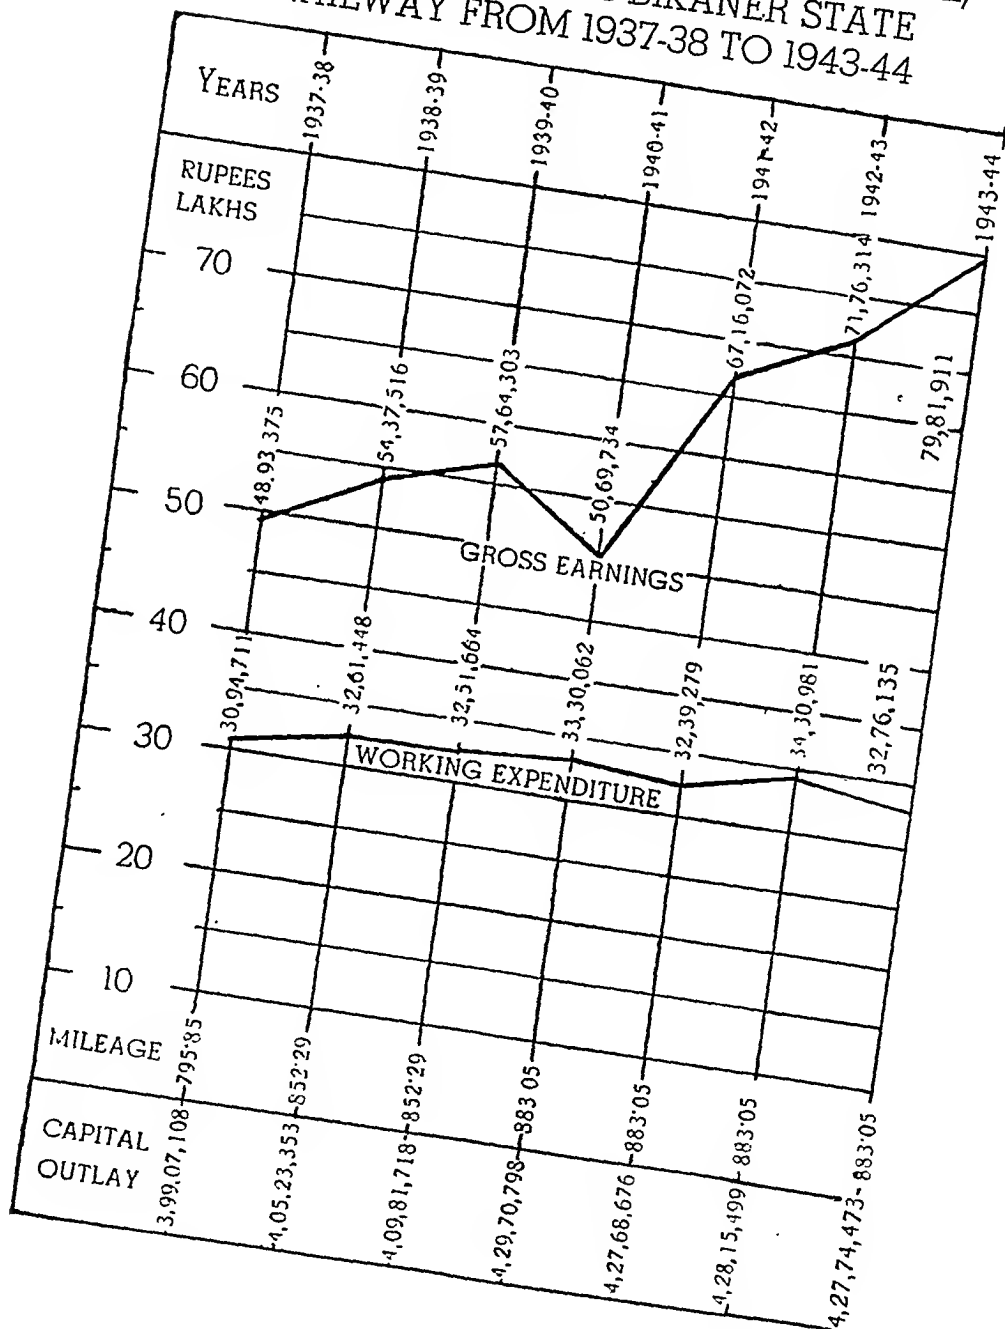 BIKANER STATE
RAILWAY FROM 1937-38 TO 1943-44
YEARS 1937-38 1938-39 1939-40 1940-41 1941-42 1942-43 1943-44
RUPEES
LAKHS
70
60
50
40
30
20
10
48,93,375 54,37,516 57,64,303 50,69,734 67,16,072 71,76,314 79,81,911
GROSS EARNINGS
30,94,711 32,61,448 32,51,664 33,30,062 32,39,279 34,30,981 32,76,135
WORKING EXPENDITURE
MILEAGE 795·85 852·29 852·29 883 05 883·05 883·05 883·05
CAPITAL
OUTLAY
3,99,07,108 4,05,23,353 4,09,81,718 4,29,70,798 4,27,68,676 4,28,15,499 4,27,74,473